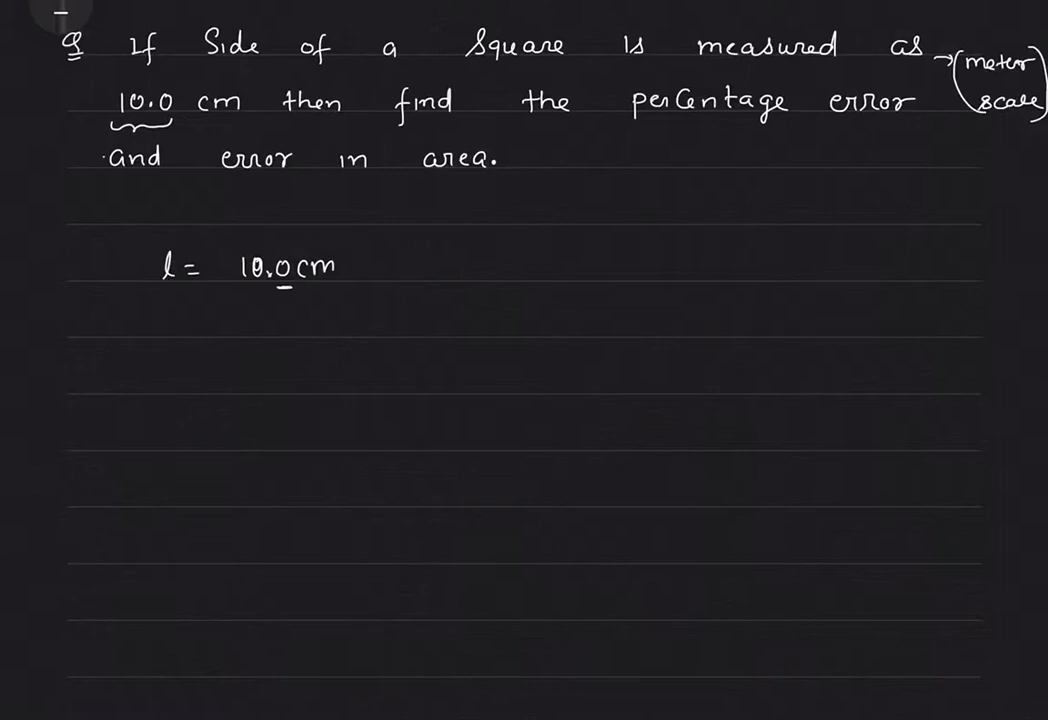 Q If Side of a Square is measured as → (meter scale)
10.0 cm then find the percentage error
and error in area.
l = 10.0 cm